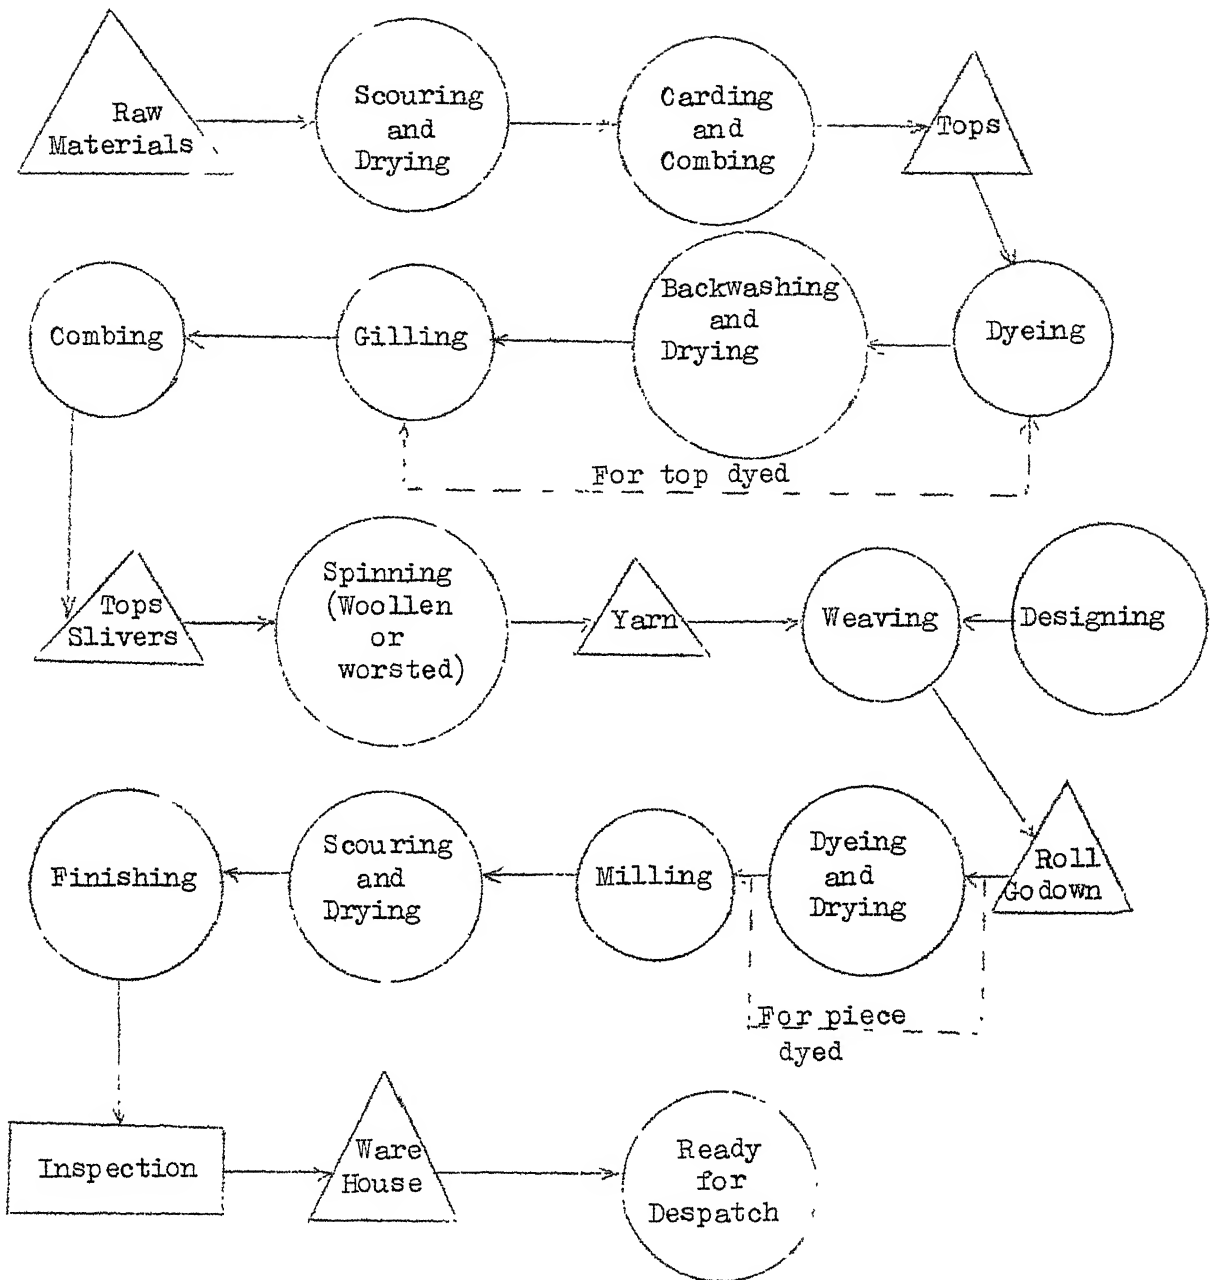 Raw
Materials
Scouring
and
Drying
Carding
and
Combing
Tops
Combing
Gilling
Backwashing
and
Drying
Dyeing
For top dyed
Tops
Slivers
Spinning
(Woollen
or
worsted)
Yarn
Weaving
Designing
Finishing
Scouring
and
Drying
Milling
Dyeing
and
Drying
Roll
Godown
For piece
dyed
Inspection
Ware
House
Ready
for
Despatch